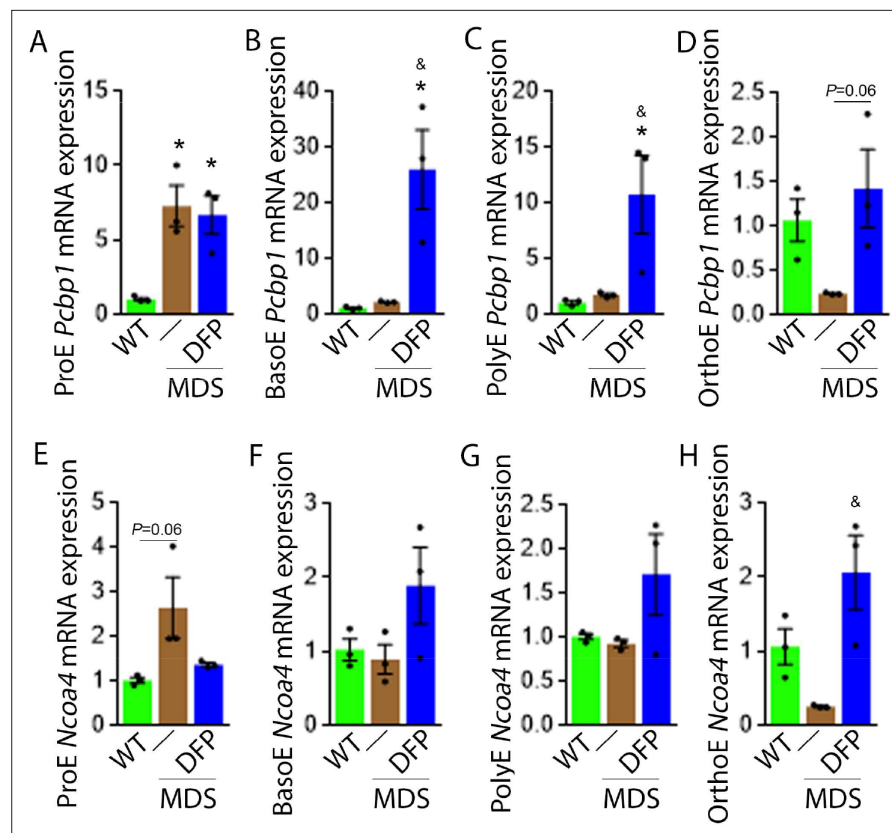 A
ProE Pcbp1 mRNA expression
15
10
5
0
*
*
WT
—
DFP
MDS
B
BasoE Pcbp1 mRNA expression
40
30
20
10
0
&
*
WT
—
DFP
MDS
C
PolyE Pcbp1 mRNA expression
20
15
10
5
0
&
*
WT
—
DFP
MDS
D
OrthoE Pcbp1 mRNA expression
2.5
2.0
1.5
1.0
0.5
0.0
P=0.06
WT
—
DFP
MDS
E
ProE Ncoa4 mRNA expression
5
4
3
2
1
0
P=0.06
WT
—
DFP
MDS
F
BasoE Ncoa4 mRNA expression
3
2
1
0
WT
—
DFP
MDS
G
PolyE Ncoa4 mRNA expression
2.5
2.0
1.5
1.0
0.5
0.0
WT
—
DFP
MDS
H
OrthoE Ncoa4 mRNA expression
3
2
1
0
&
WT
—
DFP
MDS